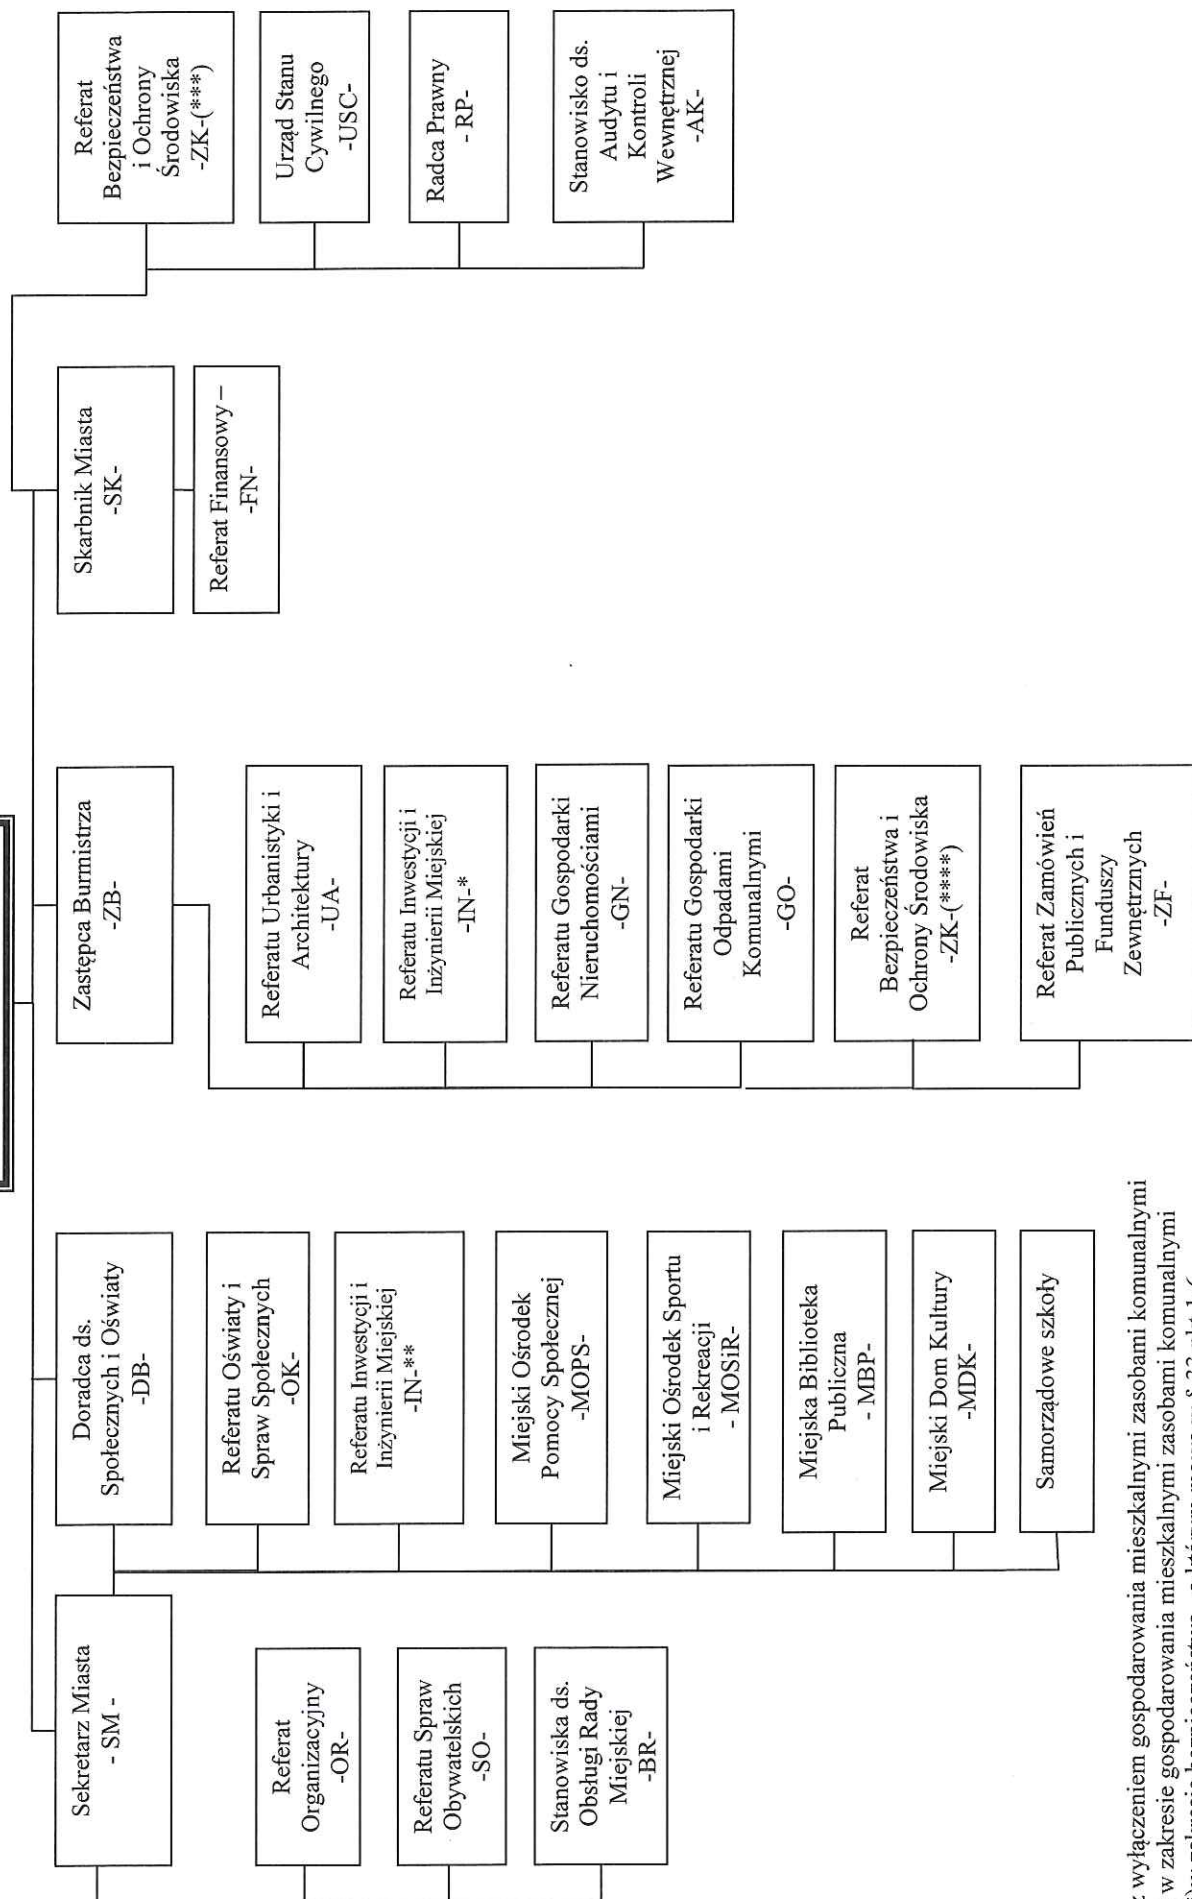 Sekretarz Miasta
- SM -
Referat
Organizacyjny
-OR-
Referatu Spraw
Obywatelskich
-SO-
Stanowiska ds.
Obsługi Rady
Miejskiej
-BR-
Doradca ds.
Społecznych i Oświaty
-DB-
Referatu Oświaty i
Spraw Społecznych
-OK-
Referatu Inwestycji i
Inżynierii Miejskiej
-IN-**
Miejski Ośrodek
Pomocy Społecznej
-MOPS-
Miejski Ośrodek Sportu
i Rekreacji
- MOSiR-
Miejska Biblioteka
Publiczna
- MBP-
Miejski Dom Kultury
-MDK-
Samorządowe szkoły
Zastępca Burmistrza
-ZB-
Referatu Urbanistyki i
Architektury
-UA-
Referatu Inwestycji i
Inżynierii Miejskiej
-IN-*
Referatu Gospodarki
Nieruchomościami
-GN-
Referatu Gospodarki
Odpadami
Komunalnymi
-GO-
Referat
Bezpieczeństwa i
Ochrony Środowiska
-ZK-(****)
Referat Zamówień
Publicznych i
Funduszy
Zewnętrznych
-ZF-
Skarbnik Miasta
-SK-
Referat Finansowy –
-FN-
Referat
Bezpieczeństwa
i Ochrony
Środowiska
-ZK-(***)
Urząd Stanu
Cywilnego
-USC-
Radca Prawny
- RP-
Stanowisko ds.
Audytu i
Kontroli
Wewnętrznej
-AK-
z wyłączeniem gospodarowania mieszkalnymi zasobami komunalnymi
w zakresie gospodarowania mieszkalnymi zasobami komunalnymi